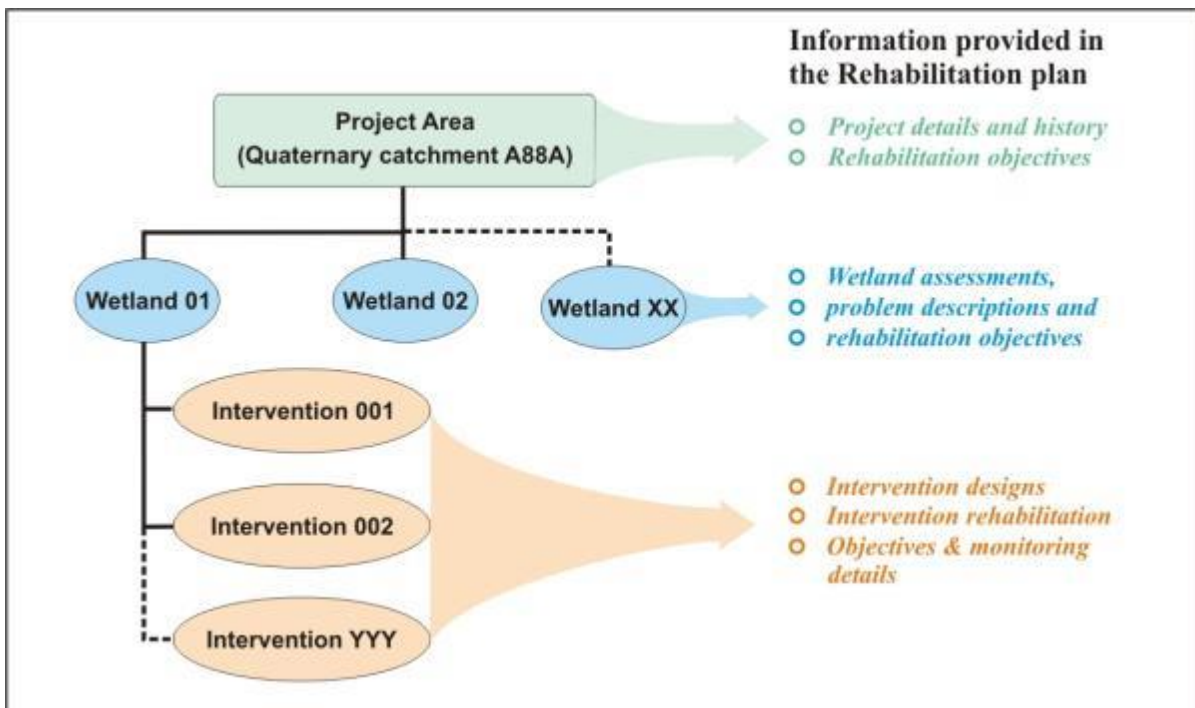 Information provided in
the Rehabilitation plan
Project Area
(Quaternary catchment A88A)
Project details and history
Rehabilitation objectives
Wetland 01
Wetland 02
Wetland XX
Wetland assessments,
problem descriptions and
rehabilitation objectives
Intervention 001
Intervention 002
Intervention YYY
Intervention designs
Intervention rehabilitation
Objectives & monitoring
details